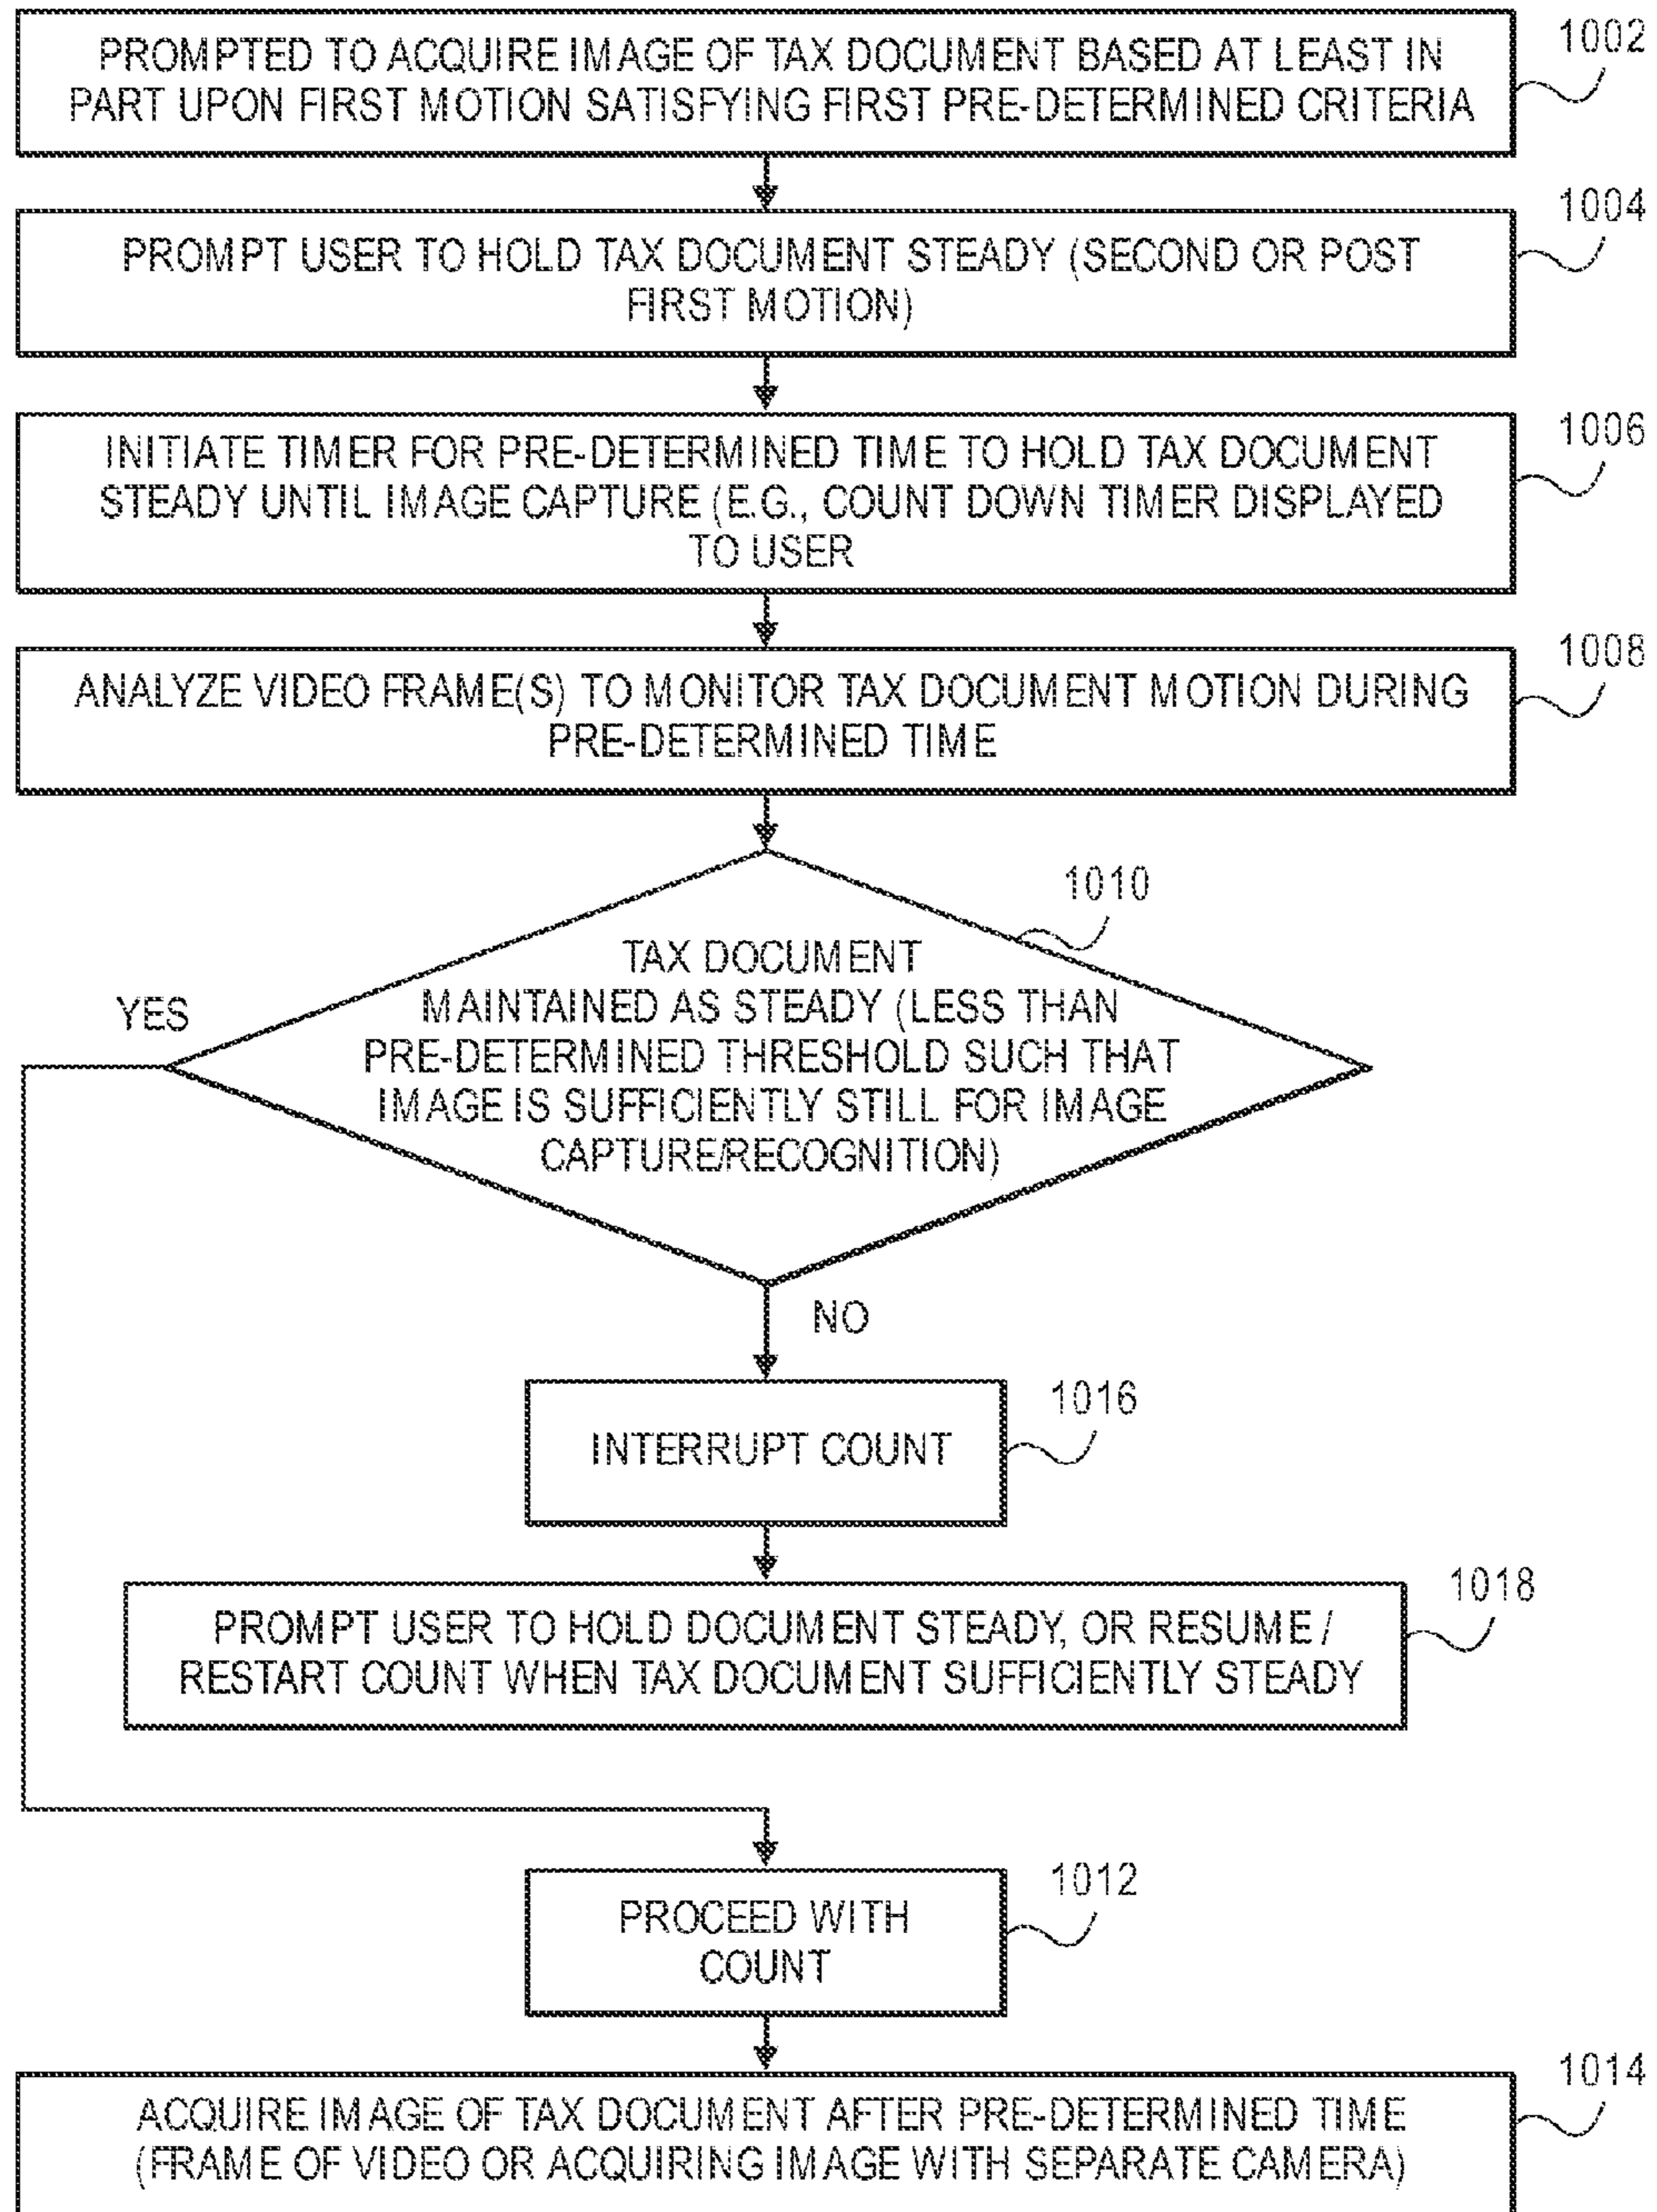 PROMPTED TO ACQUIRE IMAGE OF TAX DOCUMENT BASED AT LEAST IN
PART UPON FIRST MOTION SATISFYING FIRST PRE-DETERMINED CRITERIA
1002
PROMPT USER TO HOLD TAX DOCUMENT STEADY (SECOND OR POST
FIRST MOTION)
1004
INITIATE TIMER FOR PRE-DETERMINED TIME TO HOLD TAX DOCUMENT
STEADY UNTIL IMAGE CAPTURE (E.G., COUNT DOWN TIMER DISPLAYED
TO USER
1006
ANALYZE VIDEO FRAME(S) TO MONITOR TAX DOCUMENT MOTION DURING
PRE-DETERMINED TIME
1008
1010
TAX DOCUMENT
MAINTAINED AS STEADY (LESS THAN
PRE-DETERMINED THRESHOLD SUCH THAT
IMAGE IS SUFFICIENTLY STILL FOR IMAGE
CAPTURE/RECOGNITION)
YES
NO
INTERRUPT COUNT
1016
PROMPT USER TO HOLD DOCUMENT STEADY, OR RESUME /
RESTART COUNT WHEN TAX DOCUMENT SUFFICIENTLY STEADY
1018
PROCEED WITH
COUNT
1012
ACQUIRE IMAGE OF TAX DOCUMENT AFTER PRE-DETERMINED TIME
(FRAME OF VIDEO OR ACQUIRING IMAGE WITH SEPARATE CAMERA)
1014